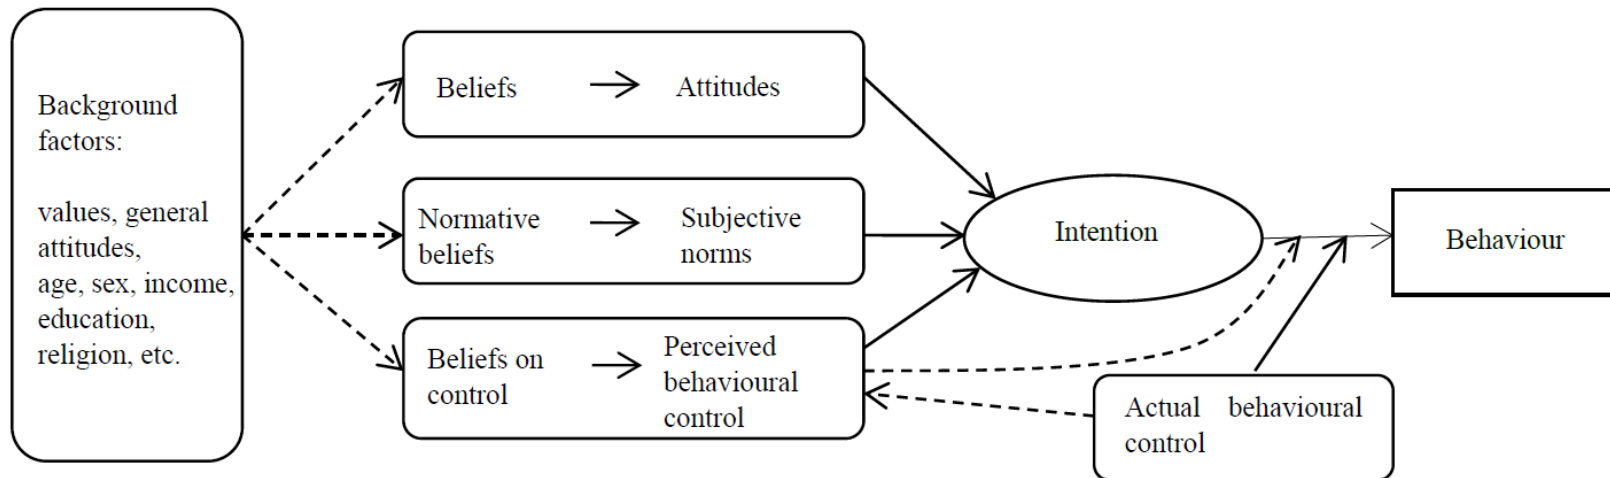 Background
factors:
values, general
attitudes,
age, sex, income,
education,
religion, etc.
Beliefs
Attitudes
Normative
beliefs
Subjective
norms
Beliefs on
control
Perceived
behavioural
control
Intention
Behaviour
Actual behavioural
control